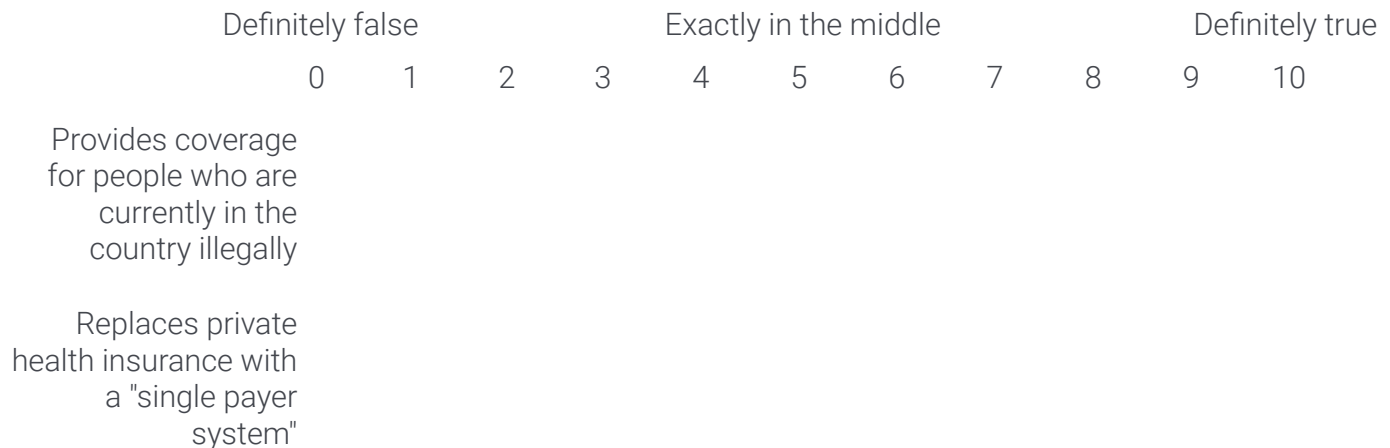 Definitely false Exactly in the middle Definitely true
0 1 2 3 4 5 6 7 8 9 10
Provides coverage
for people who are
currently in the
country illegally
Replaces private
health insurance with
a "single payer
system"